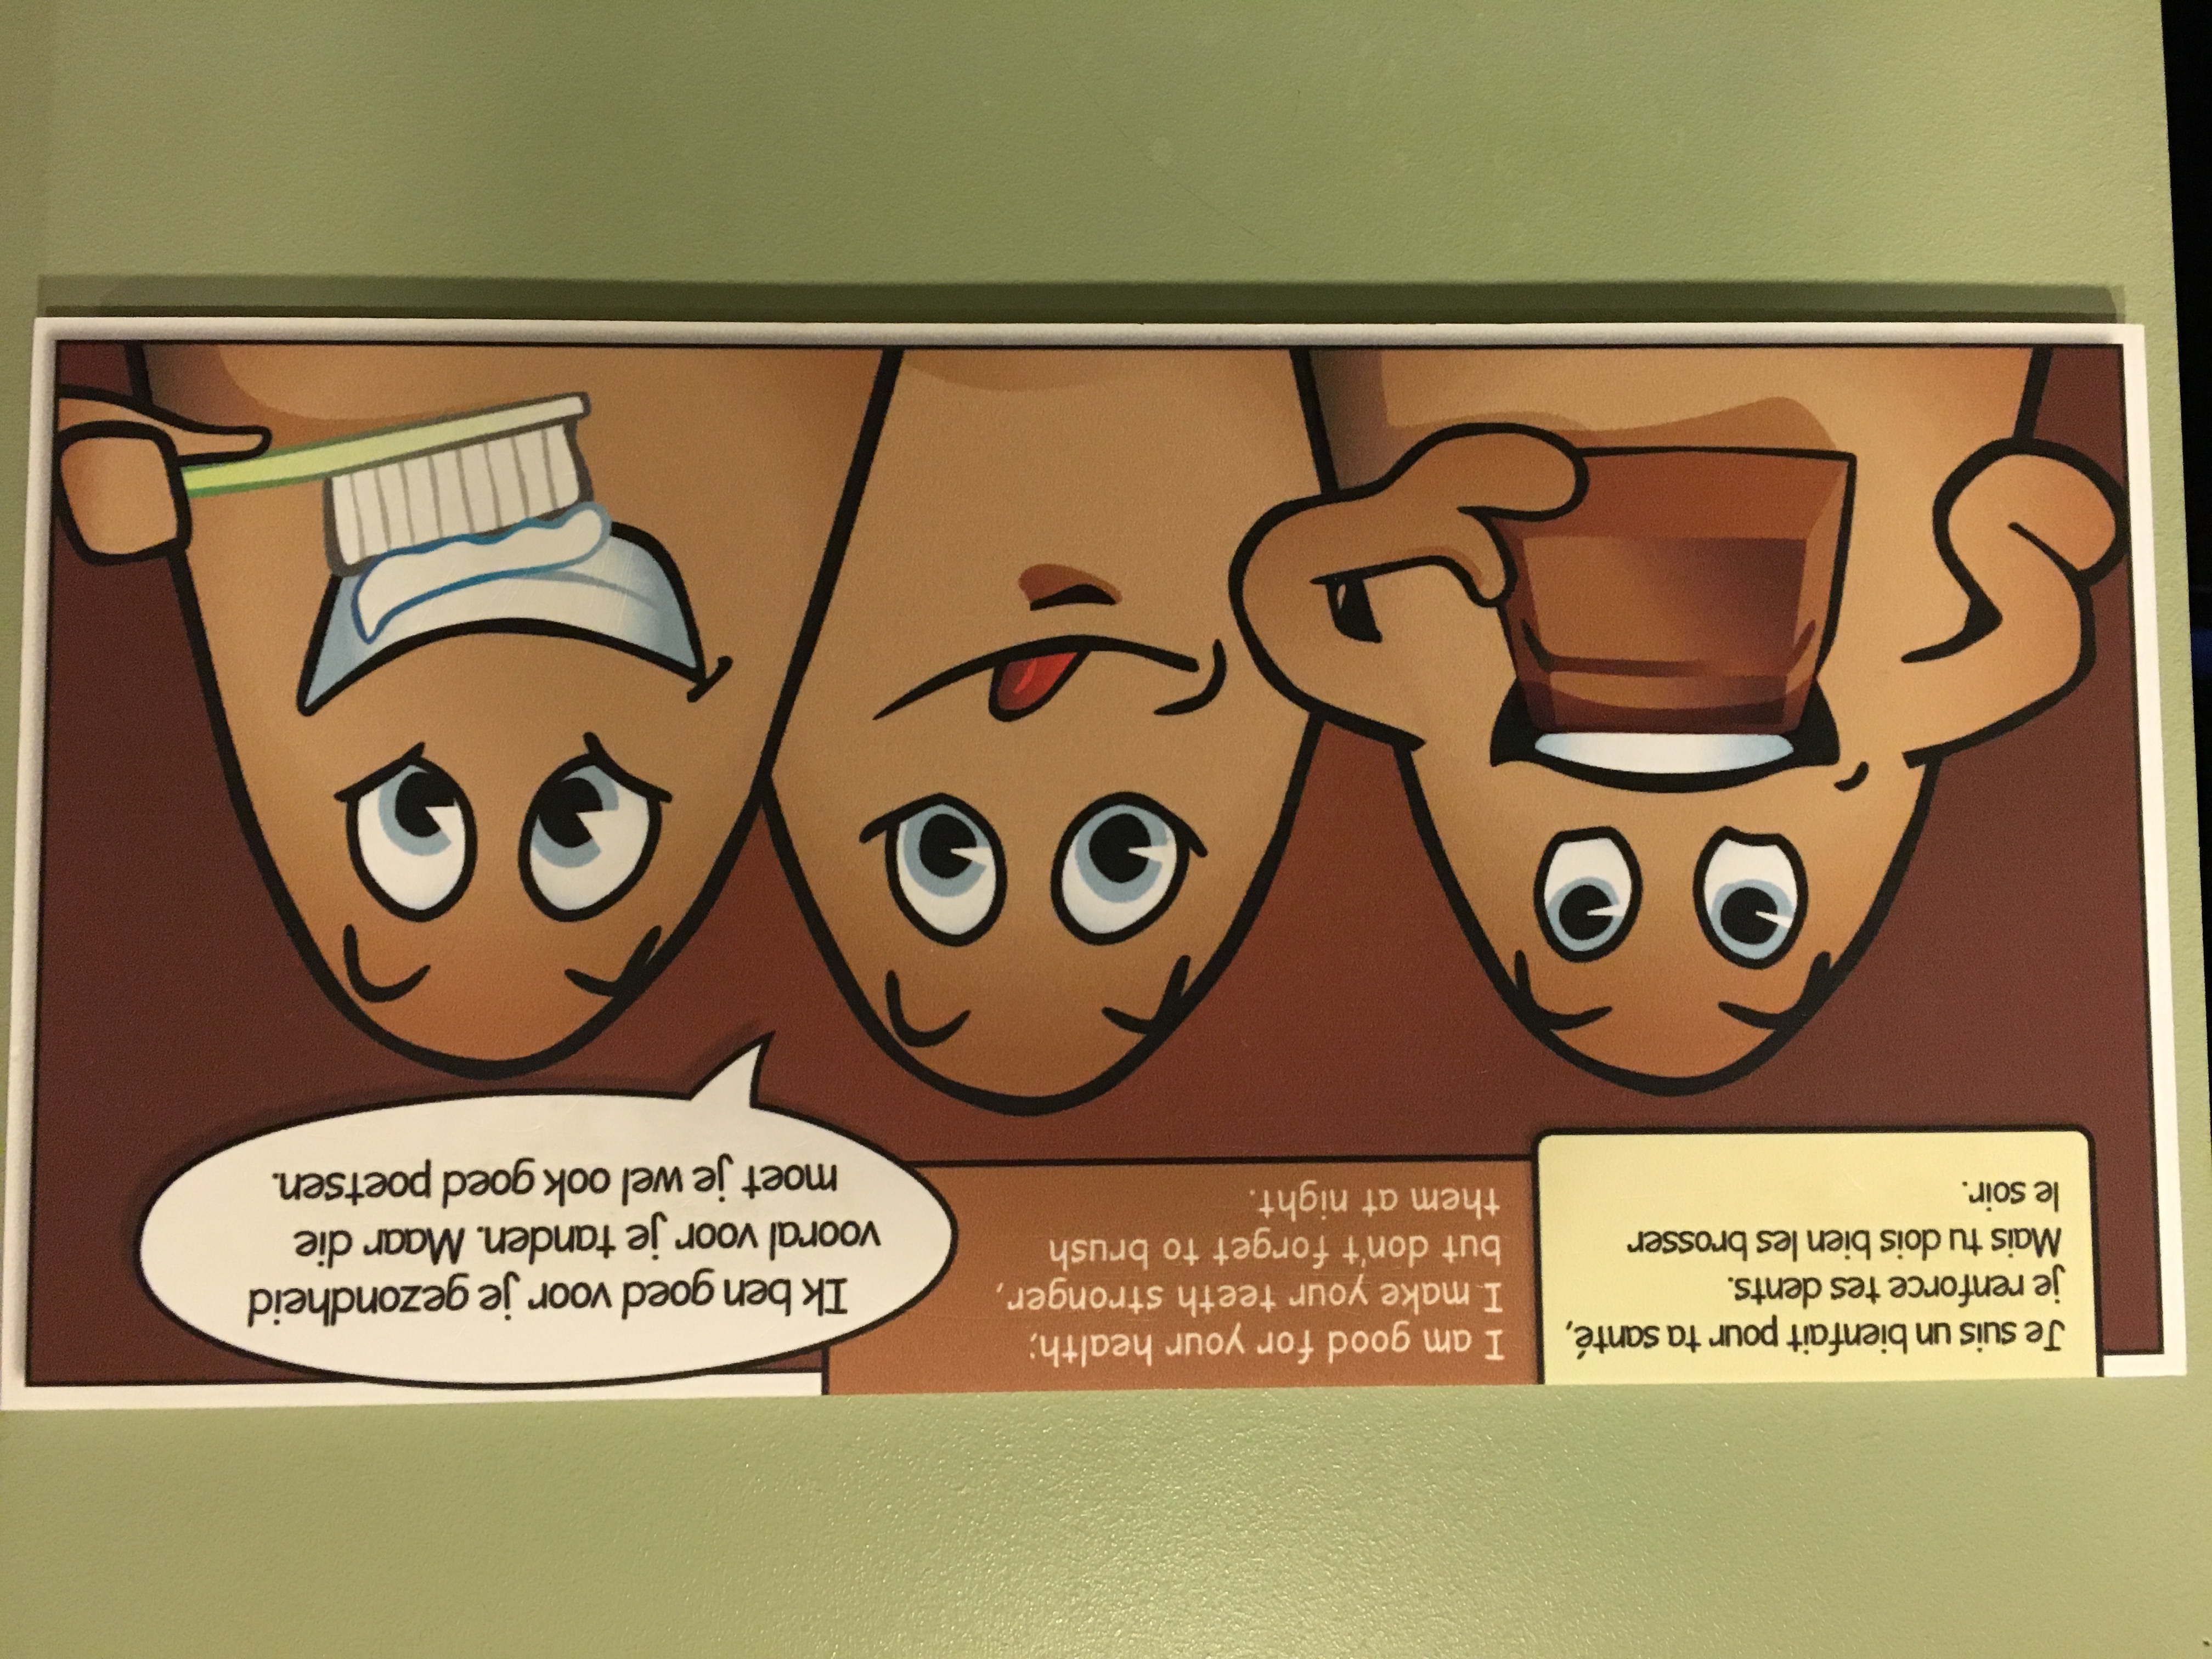 Je suis un bienfait pour ta santé,
je renforce tes dents.
Mais tu dois bien les brosser
le soir.
I am good for your health;
I make your teeth stronger,
but don't forget to brush
them at night.
Ik ben goed voor je gezondheid
vooral voor je tanden. Maar die
moet je wel ook goed poetsen.